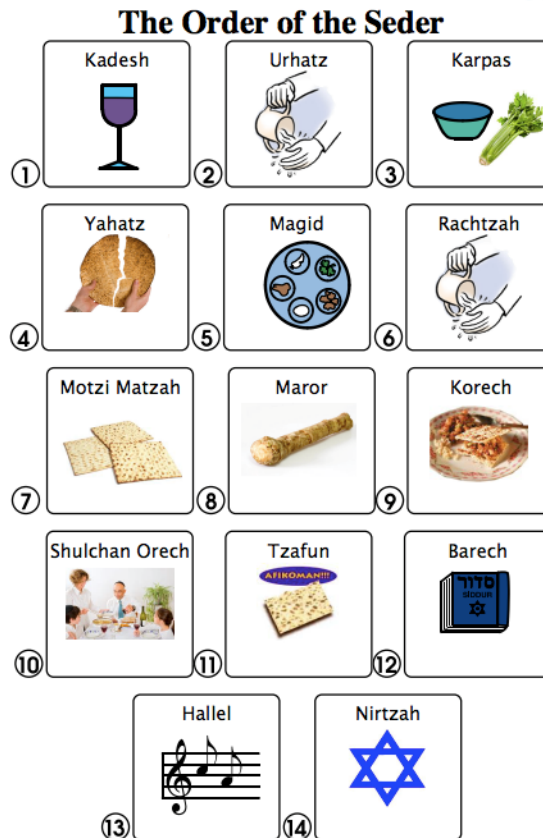 The Order of the Seder
Kadesh
1
Urhatz
2
Karpas
3
Yahatz
4
Magid
5
Rachtzah
6
Motzi Matzah
7
Maror
8
Korech
9
Shulchan Orech
10
Tzafun
AFIKOMAN!!!
11
Barech
סדור
SIDDUR
12
Hallel
13
Nirtzah
14